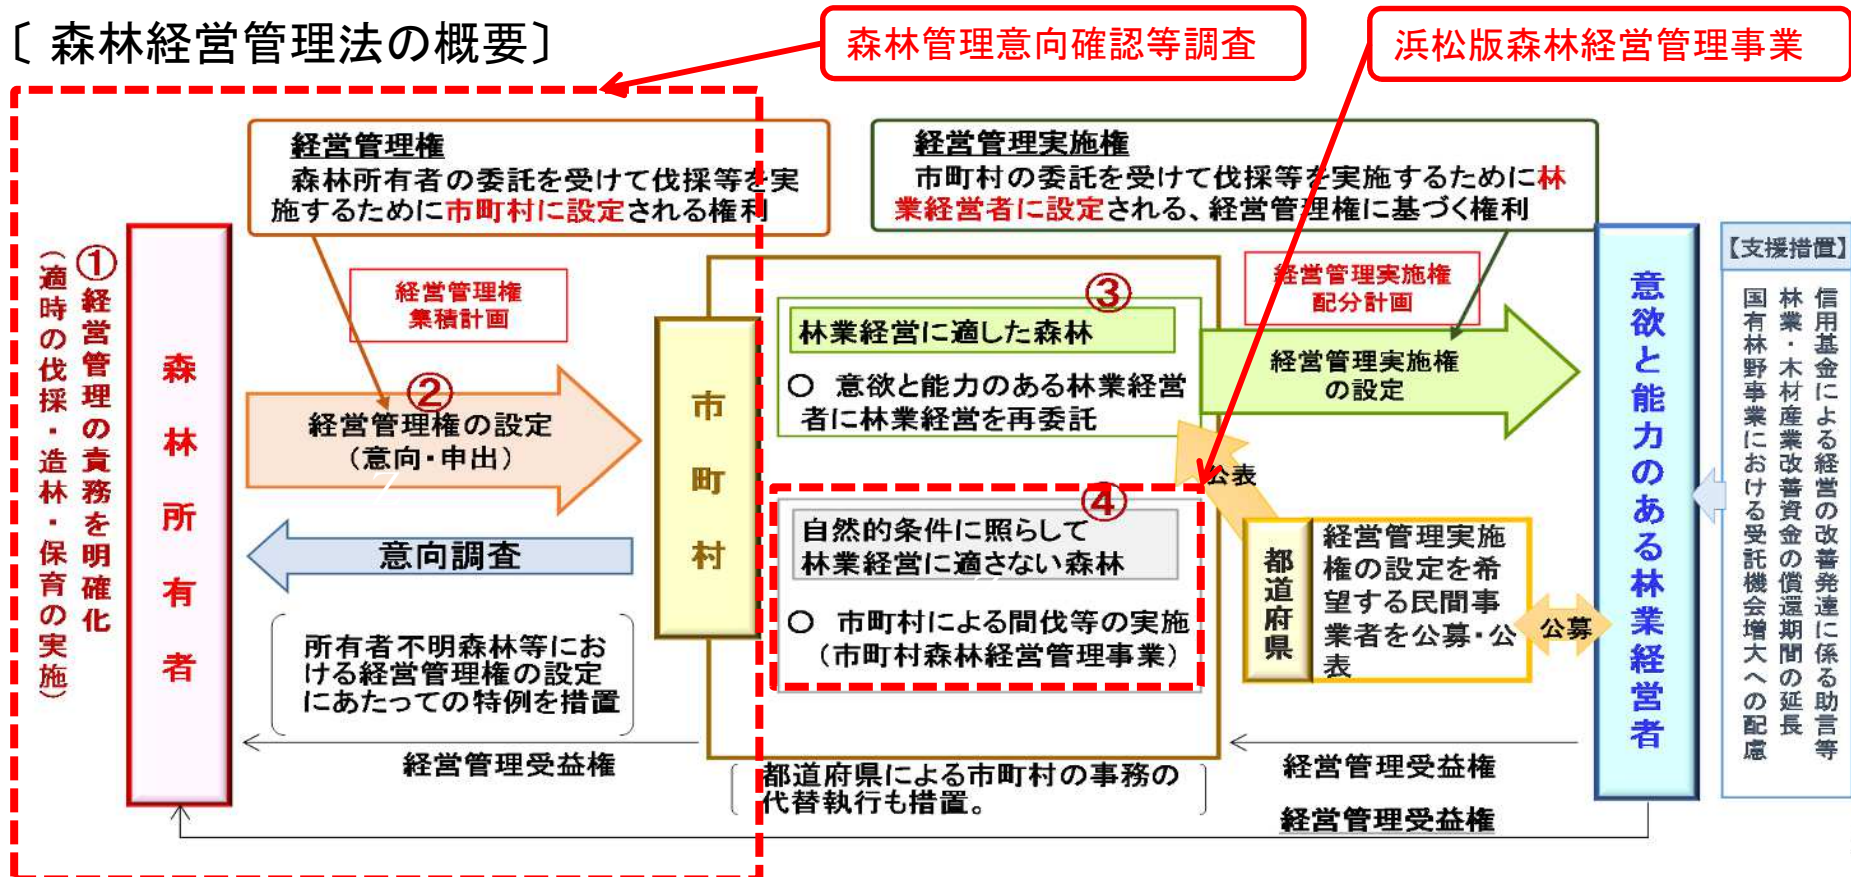 〔 森林経営管理法の概要〕
森林管理意向確認等調査
浜松版森林経営管理事業
経営管理権
森林所有者の委託を受けて伐採等を実
施するために市町村に設定される権利
経営管理実施権
市町村の委託を受けて伐採等を実施するために林
業経営者に設定される、経営管理権に基づく権利
①経営管理の責務を明確化
（適時の伐採・造林・保育の実施）
森林所有者
経営管理権
集積計画
②
経営管理権の設定
（意向・申出）
意向調査
所有者不明森林等にお
ける経営管理権の設定
にあたっての特例を措置
経営管理受益権
市町村
③
林業経営に適した森林
○ 意欲と能力のある林業経営
者に林業経営を再委託
④
自然的条件に照らして
林業経営に適さない森林
○ 市町村による間伐等の実施
（市町村森林経営管理事業）
都道府県による市町村の事務の
代替執行も措置。
経営管理実施権
配分計画
経営管理実施権
の設定
公表
都道府県
経営管理実施
権の設定を希
望する民間事
業者を公募・公
表
公募
経営管理受益権
経営管理受益権
意欲と能力のある林業経営者
【支援措置】
信用基金による経営の改善発達に係る助言等
林業・木材産業改善資金の償還期間の延長
国有林野事業における受託機会増大への配慮